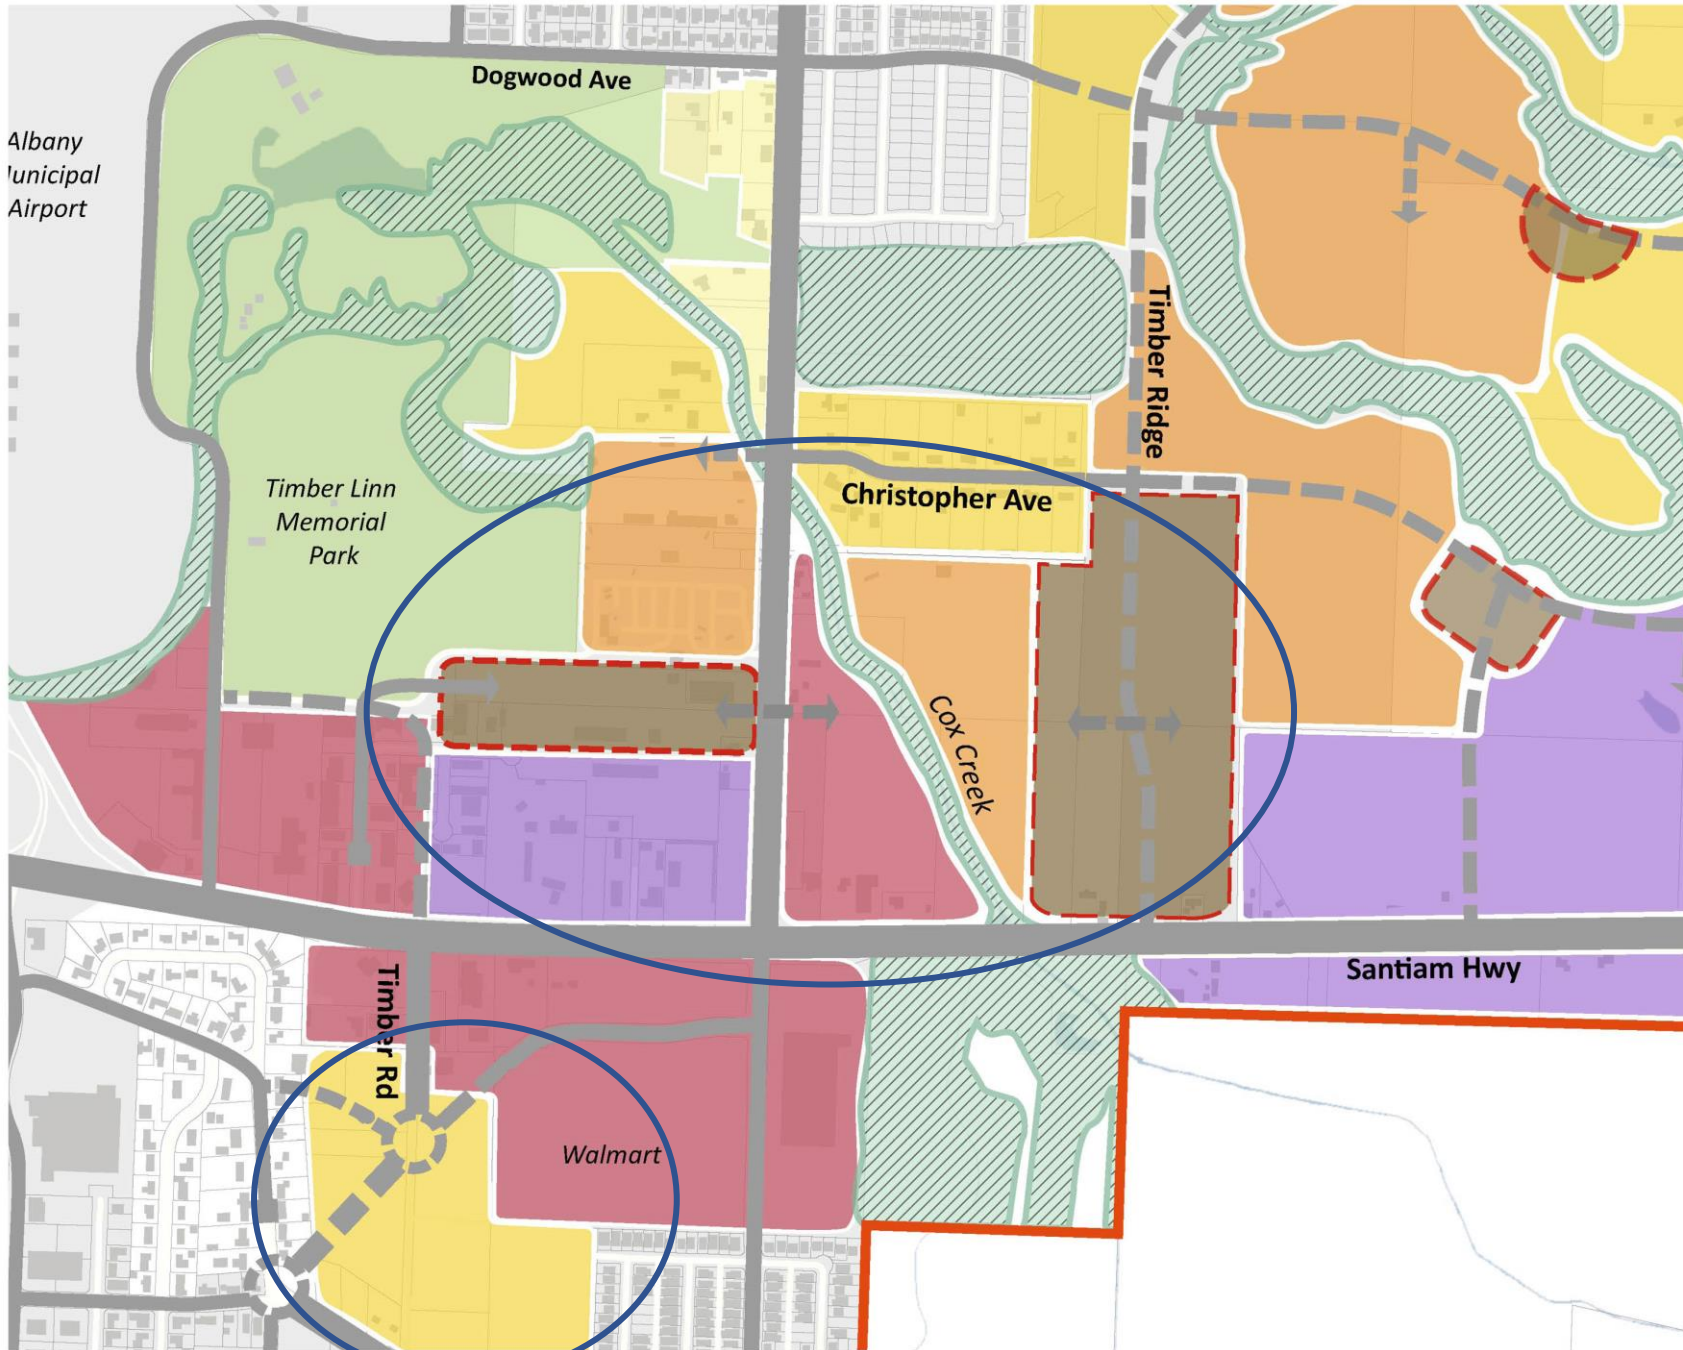 Dogwood Ave
Albany
Municipal
Airport
Timber Ridge
Timber Linn
Memorial
Park
Christopher Ave
Cox Creek
Santiam Hwy
Timber Rd
Walmart